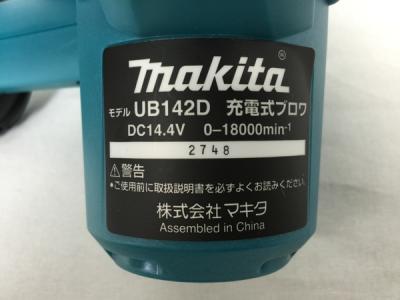 makita®
モデル UB142D 充電式ブロワ
DC14.4V 0-18000min⁻¹
2748
⚠警告
*ご使用前に取扱説明書を必ずよくお読みください。
株式会社 マキタ
Assembled in China